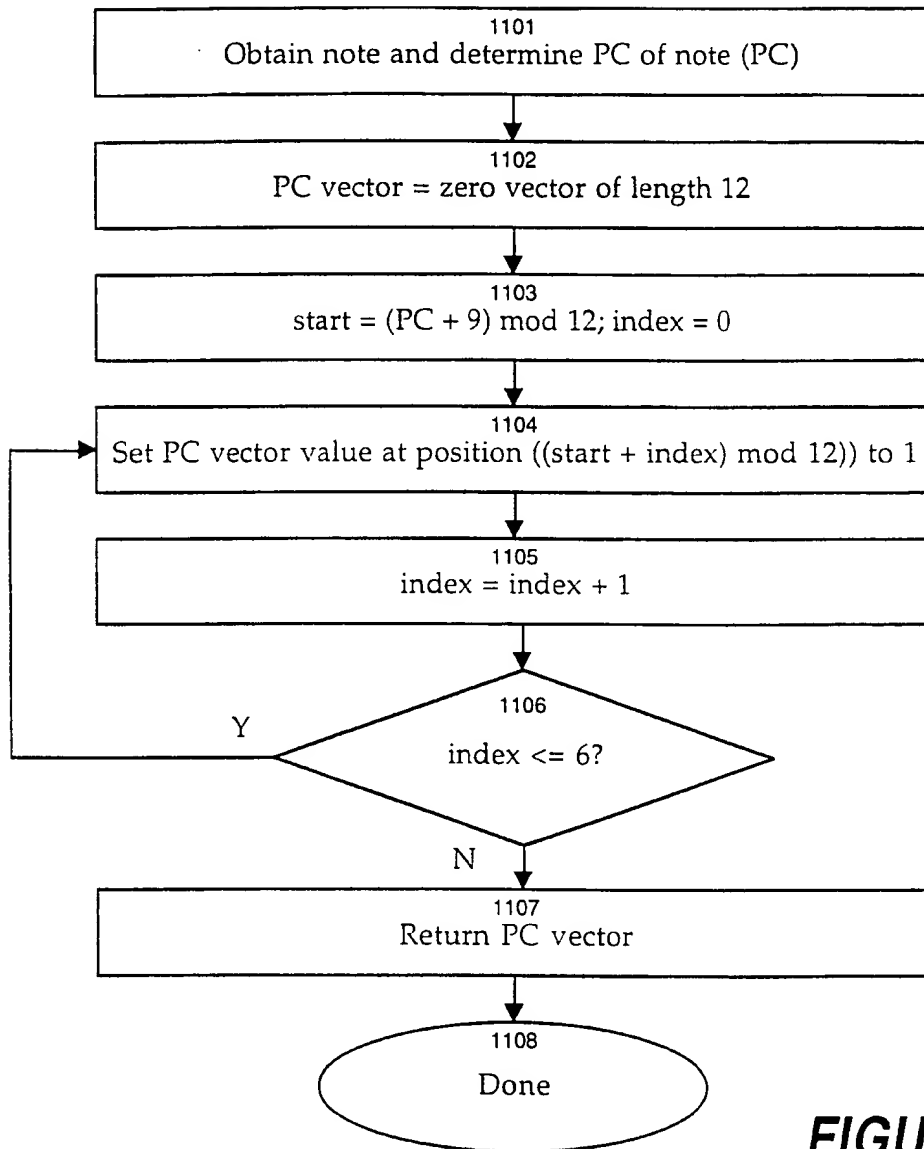 1101
Obtain note and determine PC of note (PC)
1102
PC vector = zero vector of length 12
1103
start = (PC + 9) mod 12; index = 0
1104
Set PC vector value at position ((start + index) mod 12)) to 1
1105
index = index + 1
1106
Y
index <= 6?
N
1107
Return PC vector
1108
Done